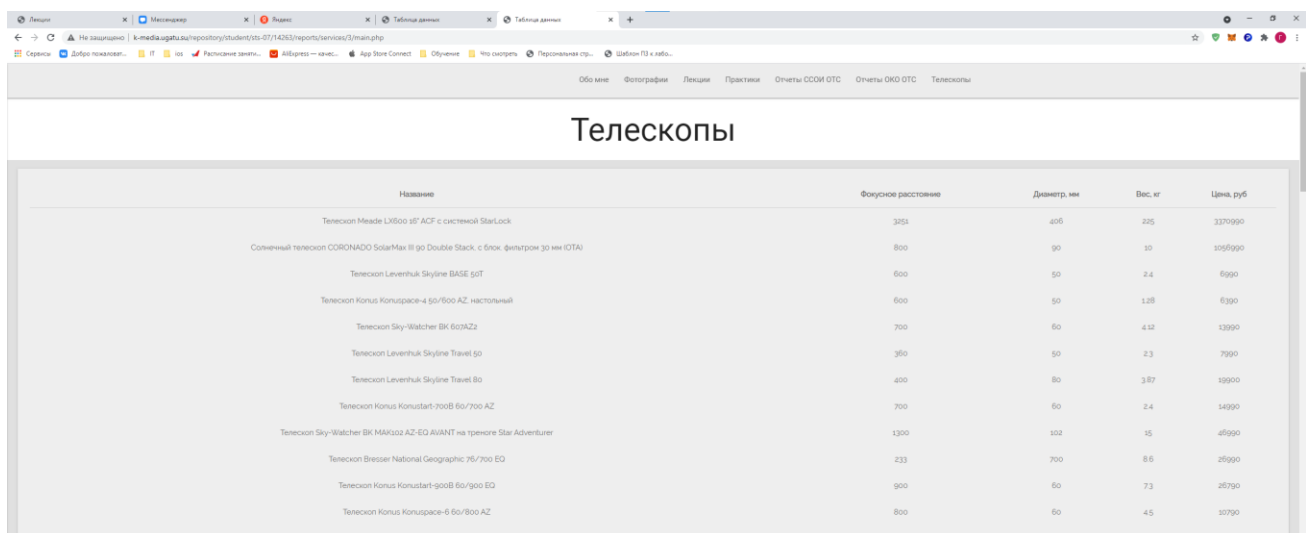 Лекции Мессенджер Яндекс Таблица данных Таблица данных
Не защищено k-media.ugatu.su/repository/student/sts-07/14263/reports/services/3/main.php
Сервисы Добро пожаловат... IT ios Расписание заняти... AliExpress — качес... App Store Connect Обучение Что смотреть Персональная стр... Шаблон ПЗ к лабо...
Обо мне Фотографии Лекции Практики Отчеты ССОИ ОТС Отчеты ОКО ОТС Телескопы
Телескопы
Название Фокусное расстояние Диаметр, мм Вес, кг Цена, руб
Телескоп Meade LX600 16" ACF с системой StarLock 3251 406 225 3370990
Солнечный телескоп CORONADO SolarMax III 90 Double Stack, с блок. фильтром 30 мм (OTA) 800 90 10 1058990
Телескоп Levenhuk Skyline BASE 50T 600 50 2.4 6990
Телескоп Konus Konuspace-4 50/600 AZ, настольный 600 50 1.28 6390
Телескоп Sky-Watcher BK 607AZ2 700 60 4.12 13990
Телескоп Levenhuk Skyline Travel 50 360 50 2.3 7990
Телескоп Levenhuk Skyline Travel 80 400 80 3.87 19900
Телескоп Konus Konustart-700B 60/700 AZ 700 60 2.4 14990
Телескоп Sky-Watcher BK MAK102 AZ-EQ AVANT на треноге Star Adventurer 1300 102 15 46990
Телескоп Bresser National Geographic 76/700 EQ 233 700 8.6 26990
Телескоп Konus Konustart-900B 60/900 EQ 900 60 7.3 26790
Телескоп Konus Konuspace-6 60/800 AZ 800 60 4.5 10790